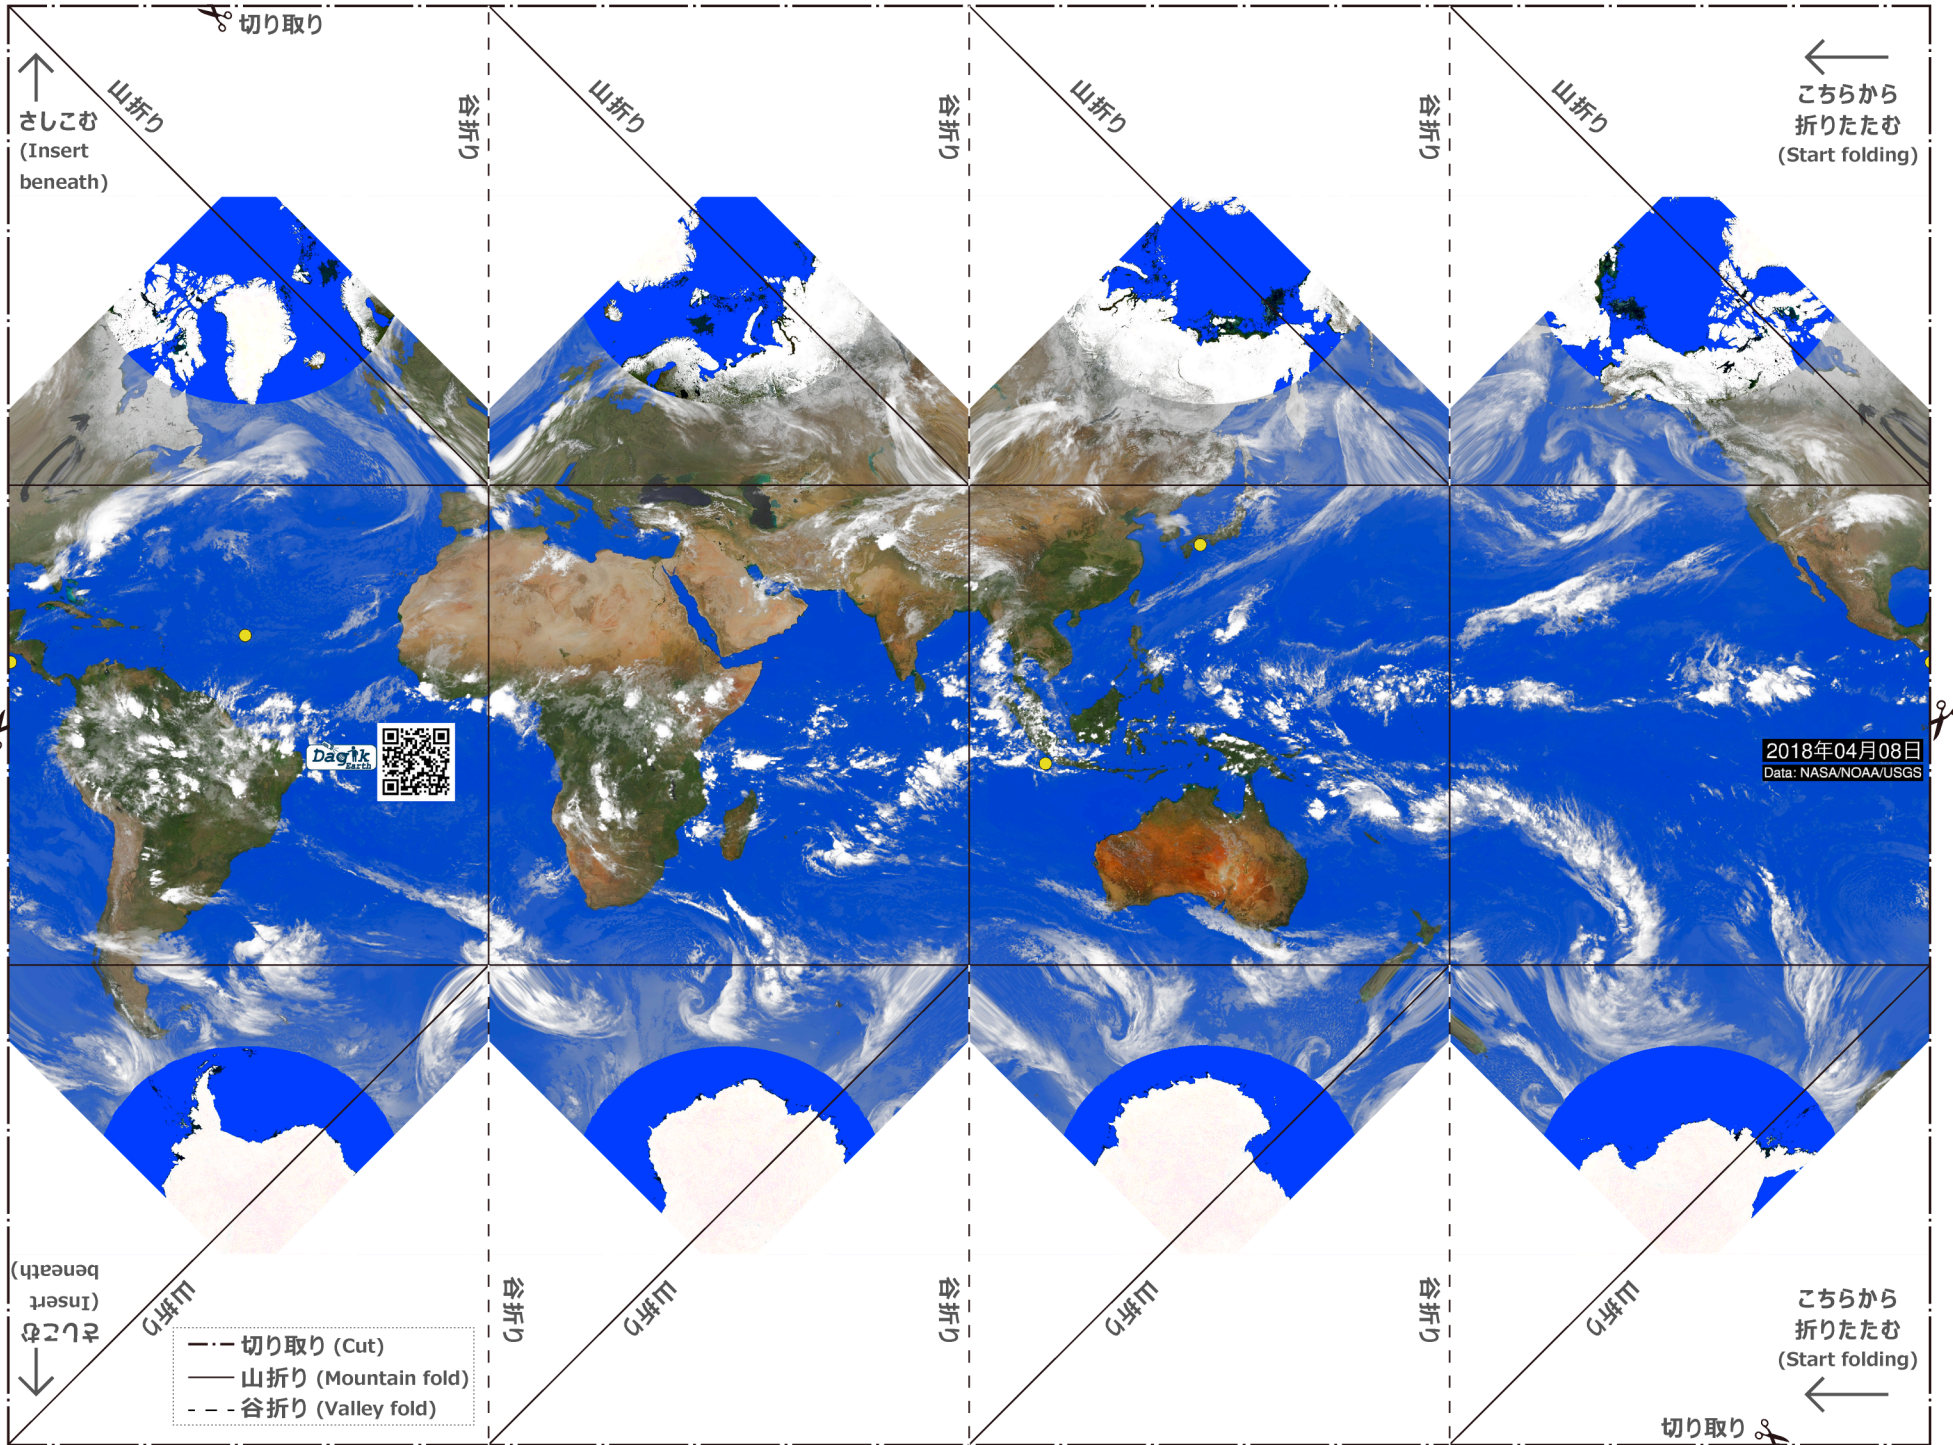 切り取り
山折り
山折り
山折り
山折り
谷折り
谷折り
谷折り
さしこむ
(Insert
beneath)
こちらから
折りたたむ
(Start folding)
Dagik
Earth
2018年04月08日
Data: NASA/NOAA/USGS
さしこむ
(Insert
beneath)
山折り
山折り
山折り
山折り
谷折り
谷折り
谷折り
こちらから
折りたたむ
(Start folding)
切り取り (Cut)
山折り (Mountain fold)
谷折り (Valley fold)
切り取り